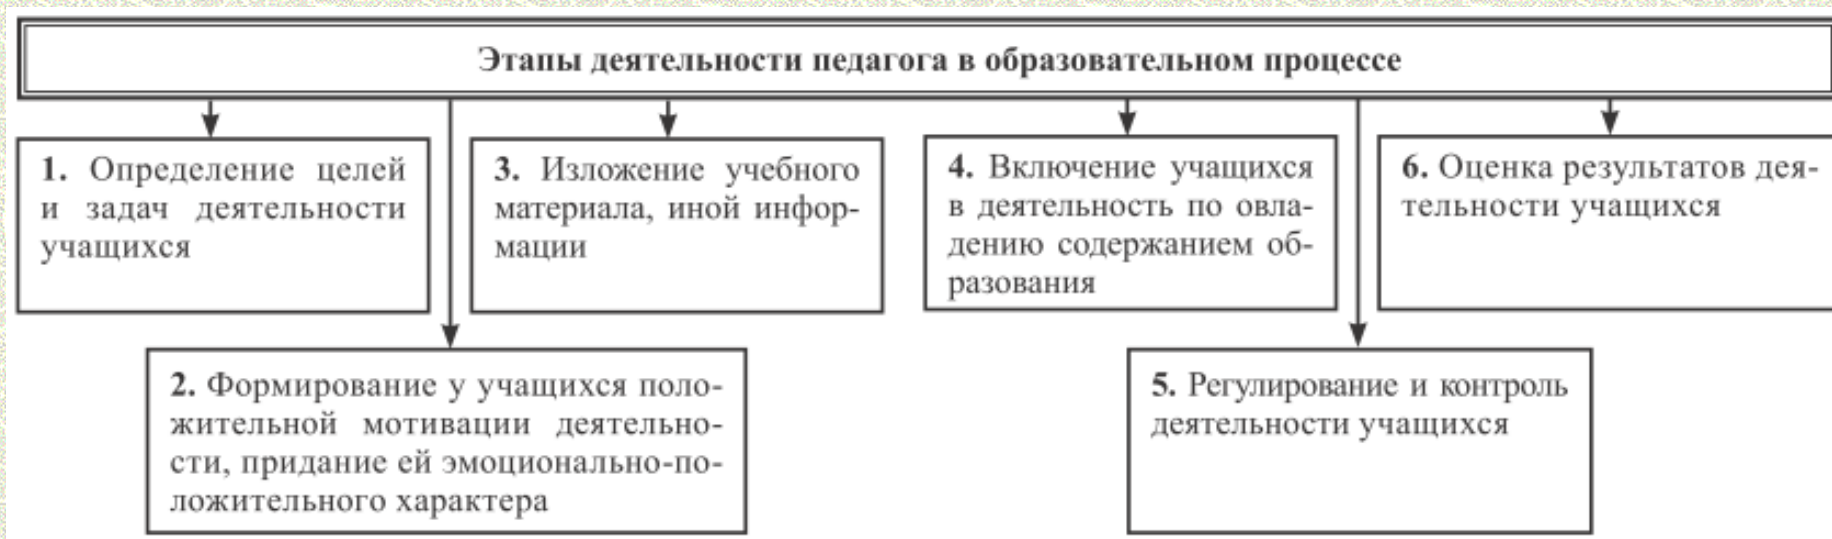 Этапы деятельности педагога в образовательном процессе
1. Определение целей
и задач деятельности
учащихся
2. Формирование у учащихся поло-
жительной мотивации деятельно-
сти, придание ей эмоционально-по-
ложительного характера
3. Изложение учебного
материала, иной инфор-
мации
4. Включение учащихся
в деятельность по овла-
дению содержанием об-
разования
5. Регулирование и контроль
деятельности учащихся
6. Оценка результатов дея-
тельности учащихся